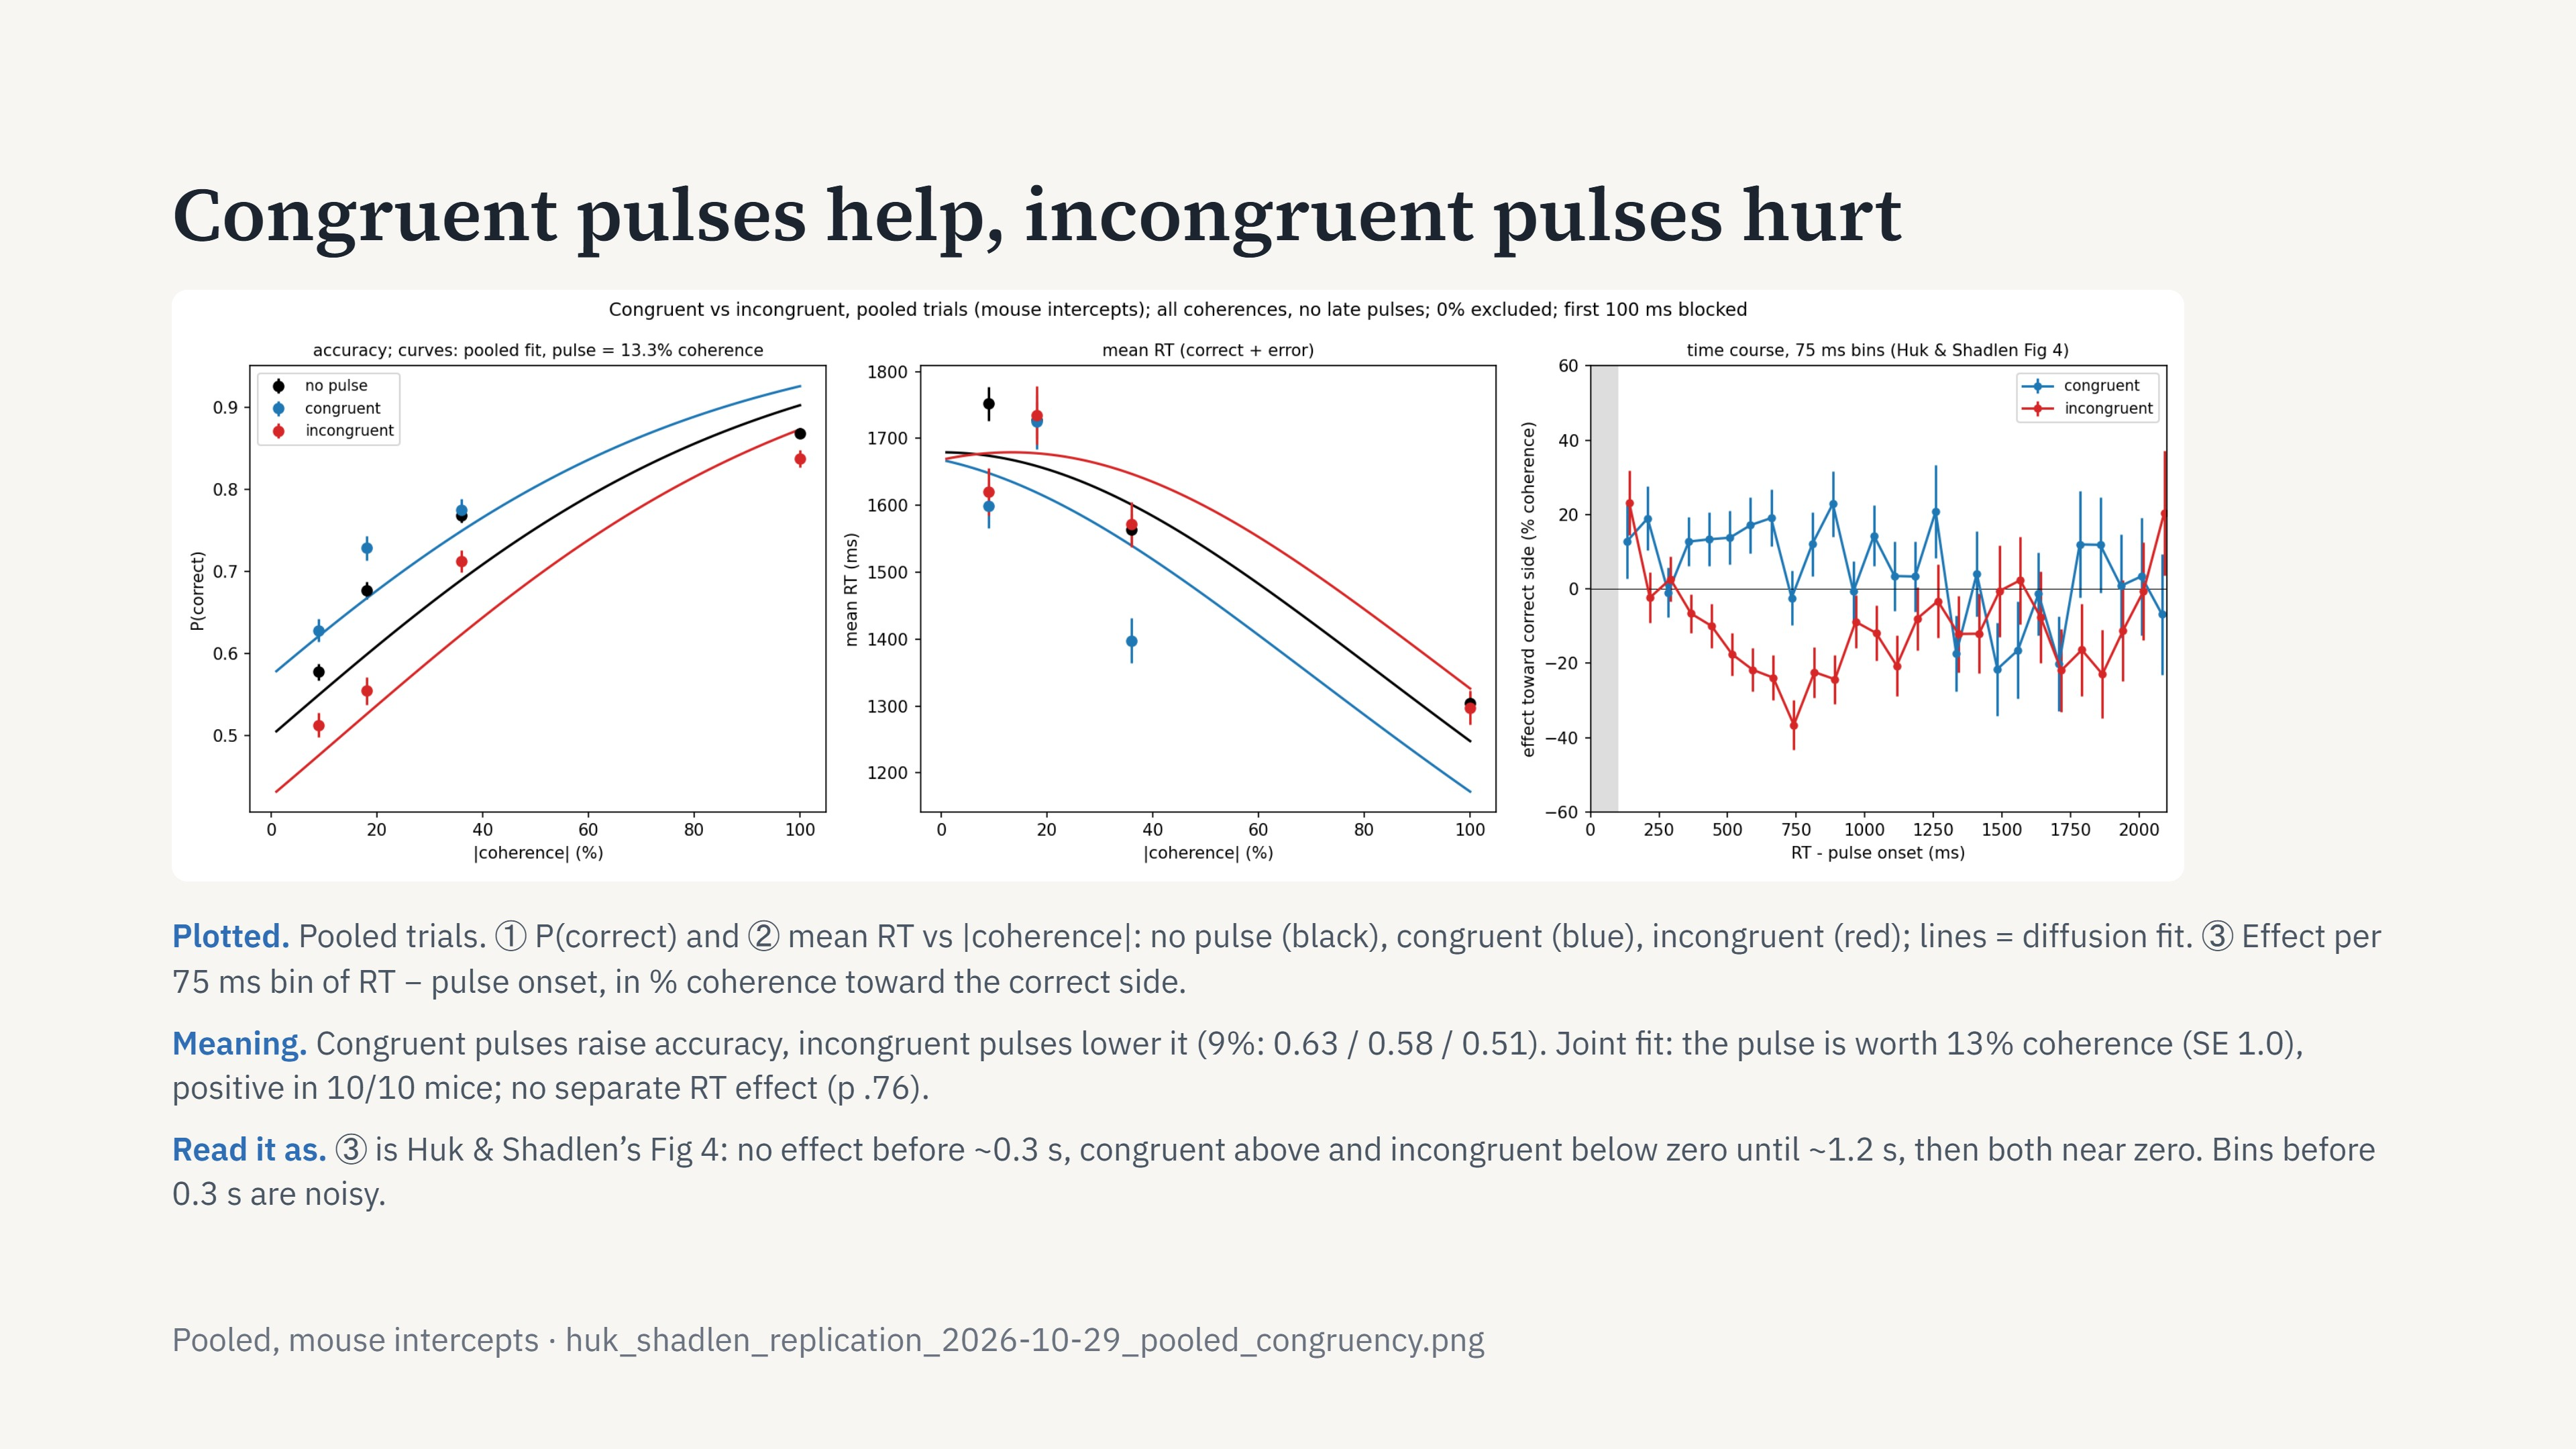 Congruent pulses help, incongruent pulses hurt
Congruent vs incongruent, pooled trials (mouse intercepts); all coherences, no late pulses; 0% excluded; first 100 ms blocked
accuracy; curves: pooled fit, pulse = 13.3% coherence
no pulse
congruent
incongruent
0.9
0.8
0.7
0.6
0.5
P(correct)
0 20 40 60 80 100
|coherence| (%)
mean RT (correct + error)
1800
1700
1600
1500
1400
1300
1200
mean RT (ms)
0 20 40 60 80 100
|coherence| (%)
time course, 75 ms bins (Huk & Shadlen Fig 4)
congruent
incongruent
60
40
20
0
−20
−40
−60
effect toward correct side (% coherence)
0 250 500 750 1000 1250 1500 1750 2000
RT - pulse onset (ms)
Plotted. Pooled trials. ① P(correct) and ② mean RT vs |coherence|: no pulse (black), congruent (blue), incongruent (red); lines = diffusion fit. ③ Effect per
75 ms bin of RT − pulse onset, in % coherence toward the correct side.
Meaning. Congruent pulses raise accuracy, incongruent pulses lower it (9%: 0.63 / 0.58 / 0.51). Joint fit: the pulse is worth 13% coherence (SE 1.0),
positive in 10/10 mice; no separate RT effect (p .76).
Read it as. ③ is Huk & Shadlen’s Fig 4: no effect before ~0.3 s, congruent above and incongruent below zero until ~1.2 s, then both near zero. Bins before
0.3 s are noisy.
Pooled, mouse intercepts · huk_shadlen_replication_2026-10-29_pooled_congruency.png